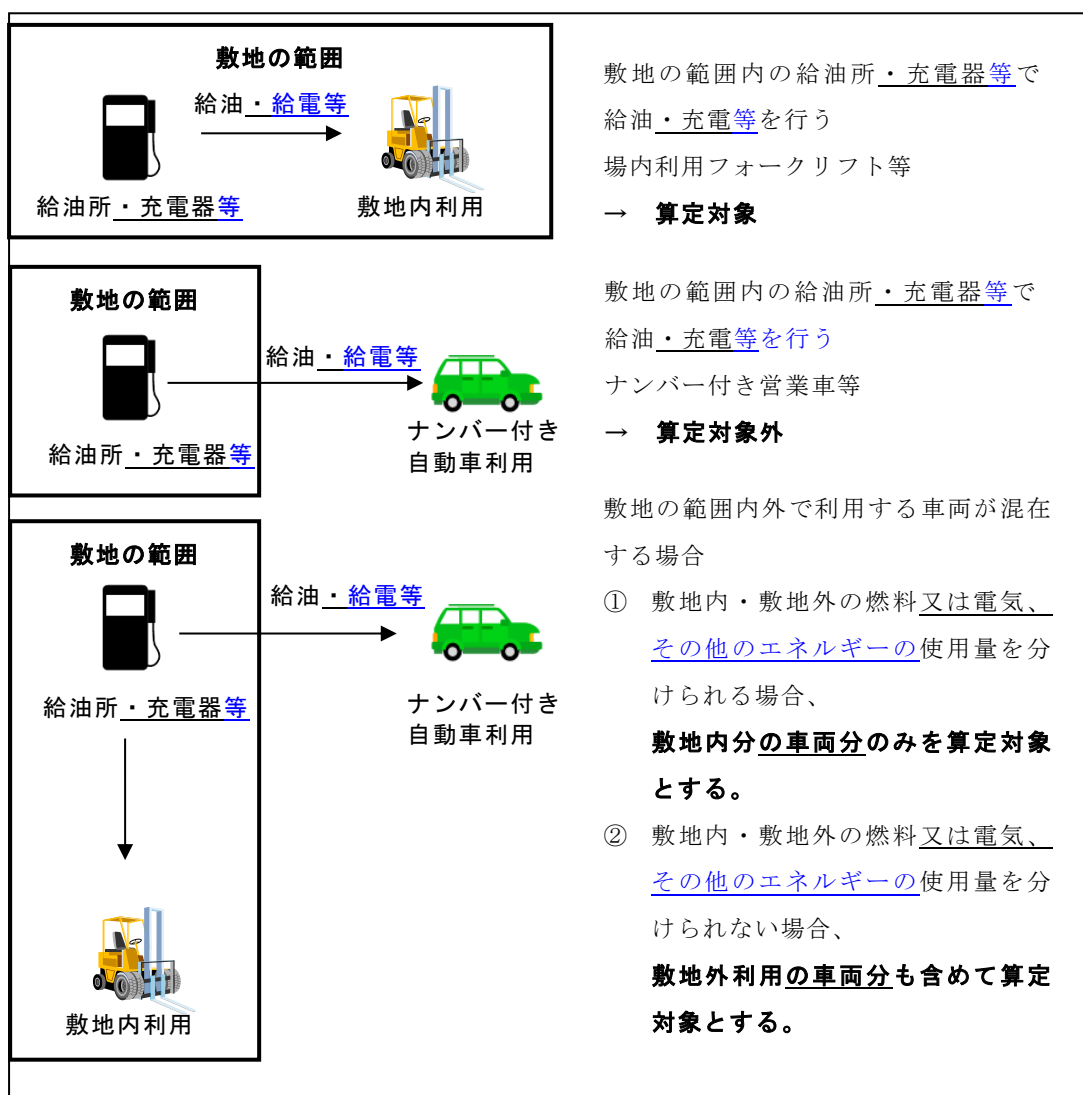 敷地の範囲
給油・給電等
給油所・充電器等
敷地内利用
敷地の範囲内の給油所・充電器等で
給油・充電等を行う
場内利用フォークリフト等
→ 算定対象
敷地の範囲
給油・給電等
給油所・充電器等
ナンバー付き
自動車利用
敷地の範囲内の給油所・充電器等で
給油・充電等を行う
ナンバー付き営業車等
→ 算定対象外
敷地の範囲
給油・給電等
給油所・充電器等
ナンバー付き
自動車利用
敷地内利用
敷地の範囲内外で利用する車両が混在
する場合
① 敷地内・敷地外の燃料又は電気、
その他のエネルギーの使用量を分
けられる場合、
敷地内分の車両分のみを算定対象
とする。
② 敷地内・敷地外の燃料又は電気、
その他のエネルギーの使用量を分
けられない場合、
敷地外利用の車両分も含めて算定
対象とする。